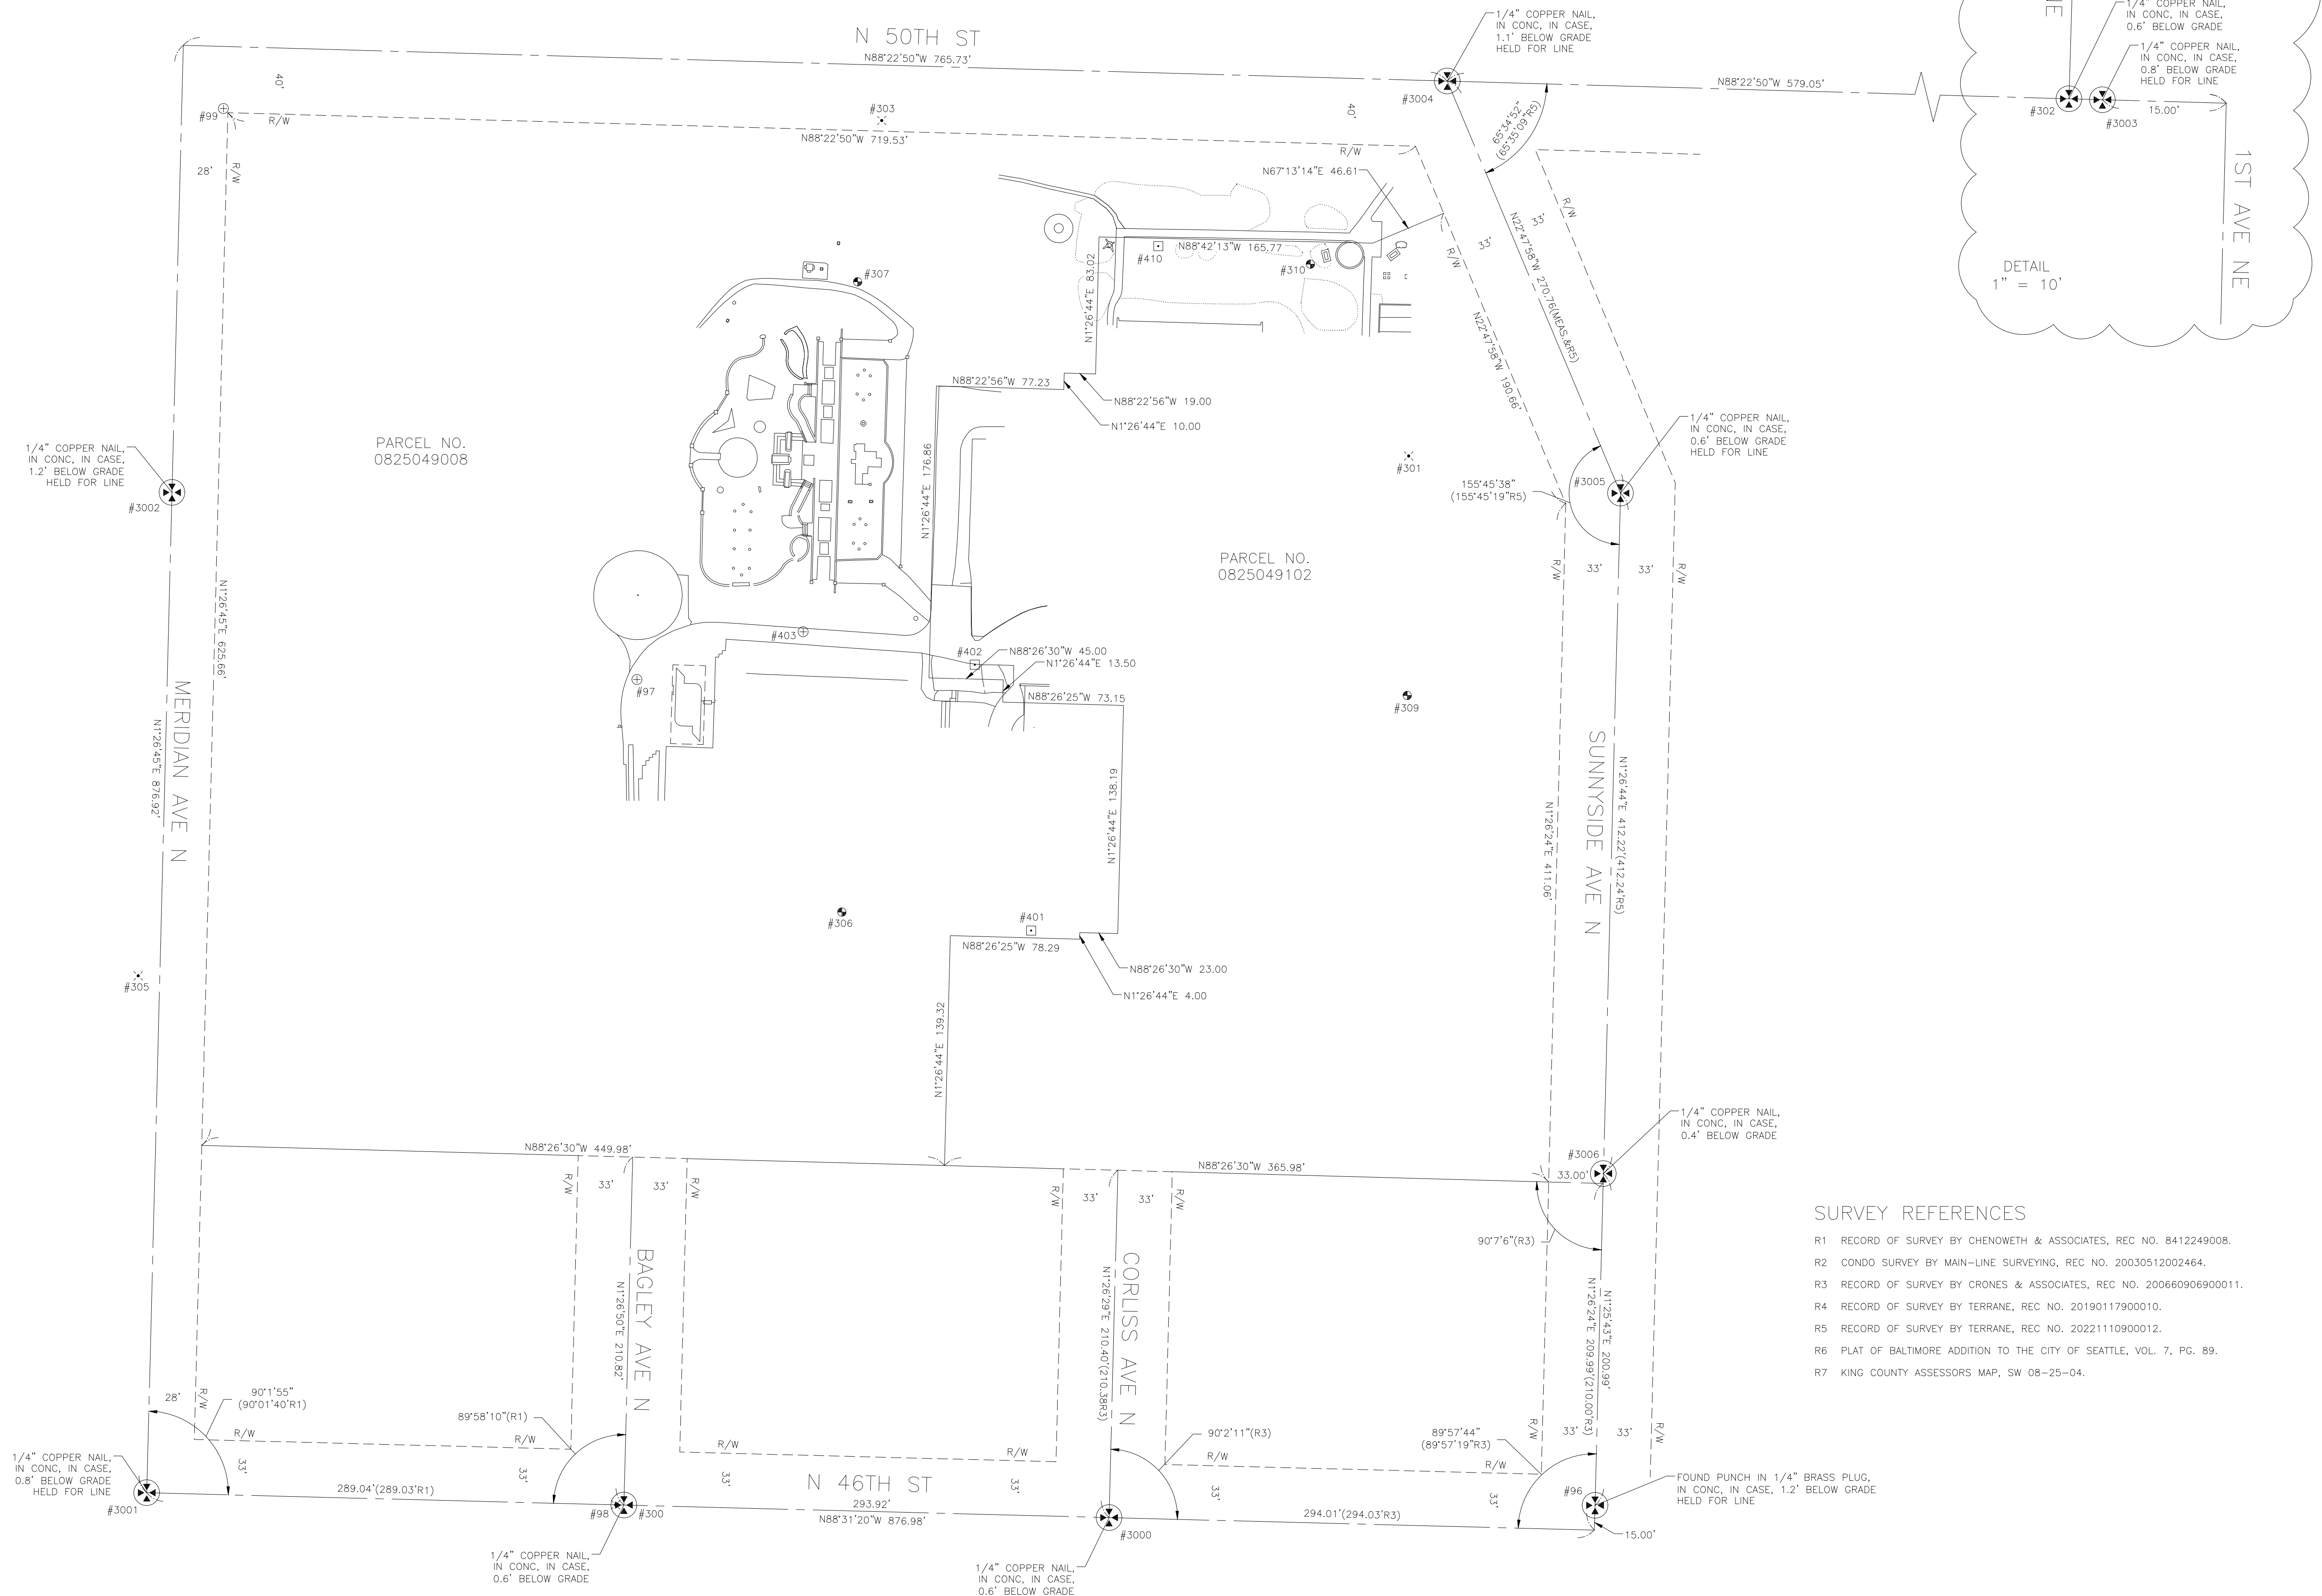 N 50TH ST
N88°22'50"W 765.73'
1/4" COPPER NAIL,
IN CONC, IN CASE,
1.1' BELOW GRADE
HELD FOR LINE
#3004
N88°22'50"W 579.05'
NE
1/4" COPPER NAIL,
IN CONC, IN CASE,
0.6' BELOW GRADE
1/4" COPPER NAIL,
IN CONC, IN CASE,
0.8' BELOW GRADE
HELD FOR LINE
#302
#3003
15.00'
1ST AVE NE
DETAIL
1" = 10'
40'
#99
R/W
#303
N88°22'50"W 719.53'
40'
R/W
65°34'52"
(65°35'09"R5)
28'
R/W
N67°13'14"E 46.61
R/W
33'
33'
N22°47'58"W 270.76(MEAS.&R5)
R/W
N22°47'58"W 190.66'
#307
#410
N88°42'13"W 165.77
#310
N1°26'44"E 83.02
N88°22'56"W 77.23
N88°22'56"W 19.00
N1°26'44"E 10.00
1/4" COPPER NAIL,
IN CONC, IN CASE,
1.2' BELOW GRADE
HELD FOR LINE
#3002
PARCEL NO.
0825049008
N1°26'44"E 176.86
#301
1/4" COPPER NAIL,
IN CONC, IN CASE,
0.6' BELOW GRADE
HELD FOR LINE
#3005
155°45'38"
(155°45'19"R5)
PARCEL NO.
0825049102
R/W
33'
33'
R/W
N1°26'45"E 625.66'
MERIDIAN AVE N
N1°26'45"E 876.92'
#403
#97
#402
N88°26'30"W 45.00
N1°26'44"E 13.50
N88°26'25"W 73.15
#309
SUNNYSIDE AVE N
N1°26'24"E 411.06'
N1°26'44"E 412.22'(412.24'R5)
N1°26'44"E 138.19
#306
#401
N88°26'25"W 78.29
N88°26'30"W 23.00
N1°26'44"E 4.00
#305
N1°26'44"E 139.32
1/4" COPPER NAIL,
IN CONC, IN CASE,
0.4' BELOW GRADE
#3006
N88°26'30"W 449.98'
N88°26'30"W 365.98'
33.00'
R/W
33'
33'
R/W
R/W
33'
33'
R/W
90°7'6"(R3)
BAGLEY AVE N
N1°26'50"E 210.82'
CORLISS AVE N
N1°26'29"E 210.40'(210.38R3)
N1°25'43"E 200.99'
N1°26'24"E 209.99'(210.00'R3)
SURVEY REFERENCES
R1 RECORD OF SURVEY BY CHENOWETH & ASSOCIATES, REC NO. 8412249008.
R2 CONDO SURVEY BY MAIN-LINE SURVEYING, REC NO. 20030512002464.
R3 RECORD OF SURVEY BY CRONES & ASSOCIATES, REC NO. 200660906900011.
R4 RECORD OF SURVEY BY TERRANE, REC NO. 20190117900010.
R5 RECORD OF SURVEY BY TERRANE, REC NO. 20221110900012.
R6 PLAT OF BALTIMORE ADDITION TO THE CITY OF SEATTLE, VOL. 7, PG. 89.
R7 KING COUNTY ASSESSORS MAP, SW 08-25-04.
28'
R/W
90°1'55"
(90°01'40"R1)
89°58'10"(R1)
90°2'11"(R3)
89°57'44"
(89°57'19"R3)
R/W
33'
33'
R/W
R/W
R/W
R/W
R/W
R/W
R/W
33'
33'
33'
33'
33'
33'
1/4" COPPER NAIL,
IN CONC, IN CASE,
0.8' BELOW GRADE
HELD FOR LINE
#3001
289.04'(289.03'R1)
#98
#300
N 46TH ST
293.92'
N88°31'20"W 876.98'
#3000
294.01'(294.03'R3)
#96
FOUND PUNCH IN 1/4" BRASS PLUG,
IN CONC, IN CASE, 1.2' BELOW GRADE
HELD FOR LINE
15.00'
1/4" COPPER NAIL,
IN CONC, IN CASE,
0.6' BELOW GRADE
1/4" COPPER NAIL,
IN CONC, IN CASE,
0.6' BELOW GRADE